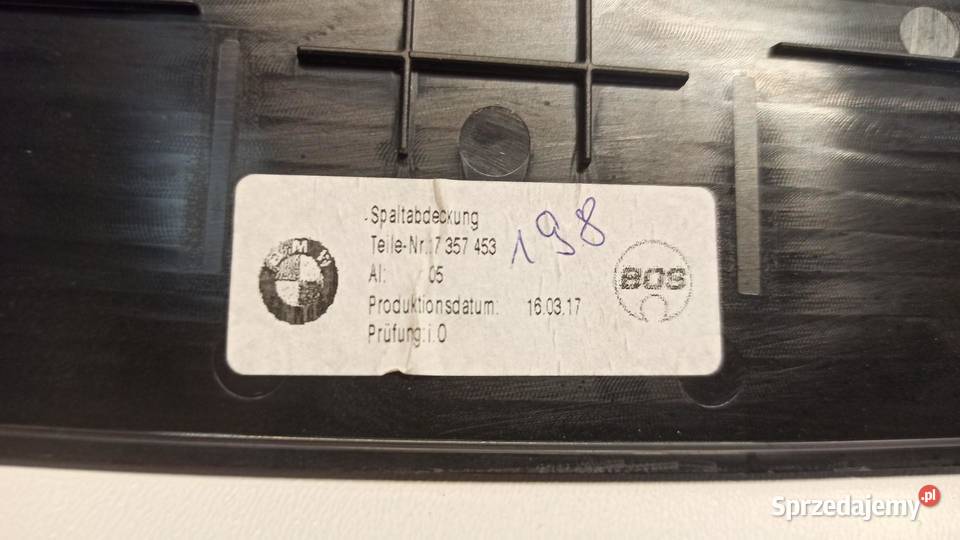 Spaltabdeckung
Teile-Nr.: 7 357 453
198
AI: 05
Produktionsdatum: 16.03.17
Prüfung: i.O
BMW
BOS
Sprzedajemy.pl